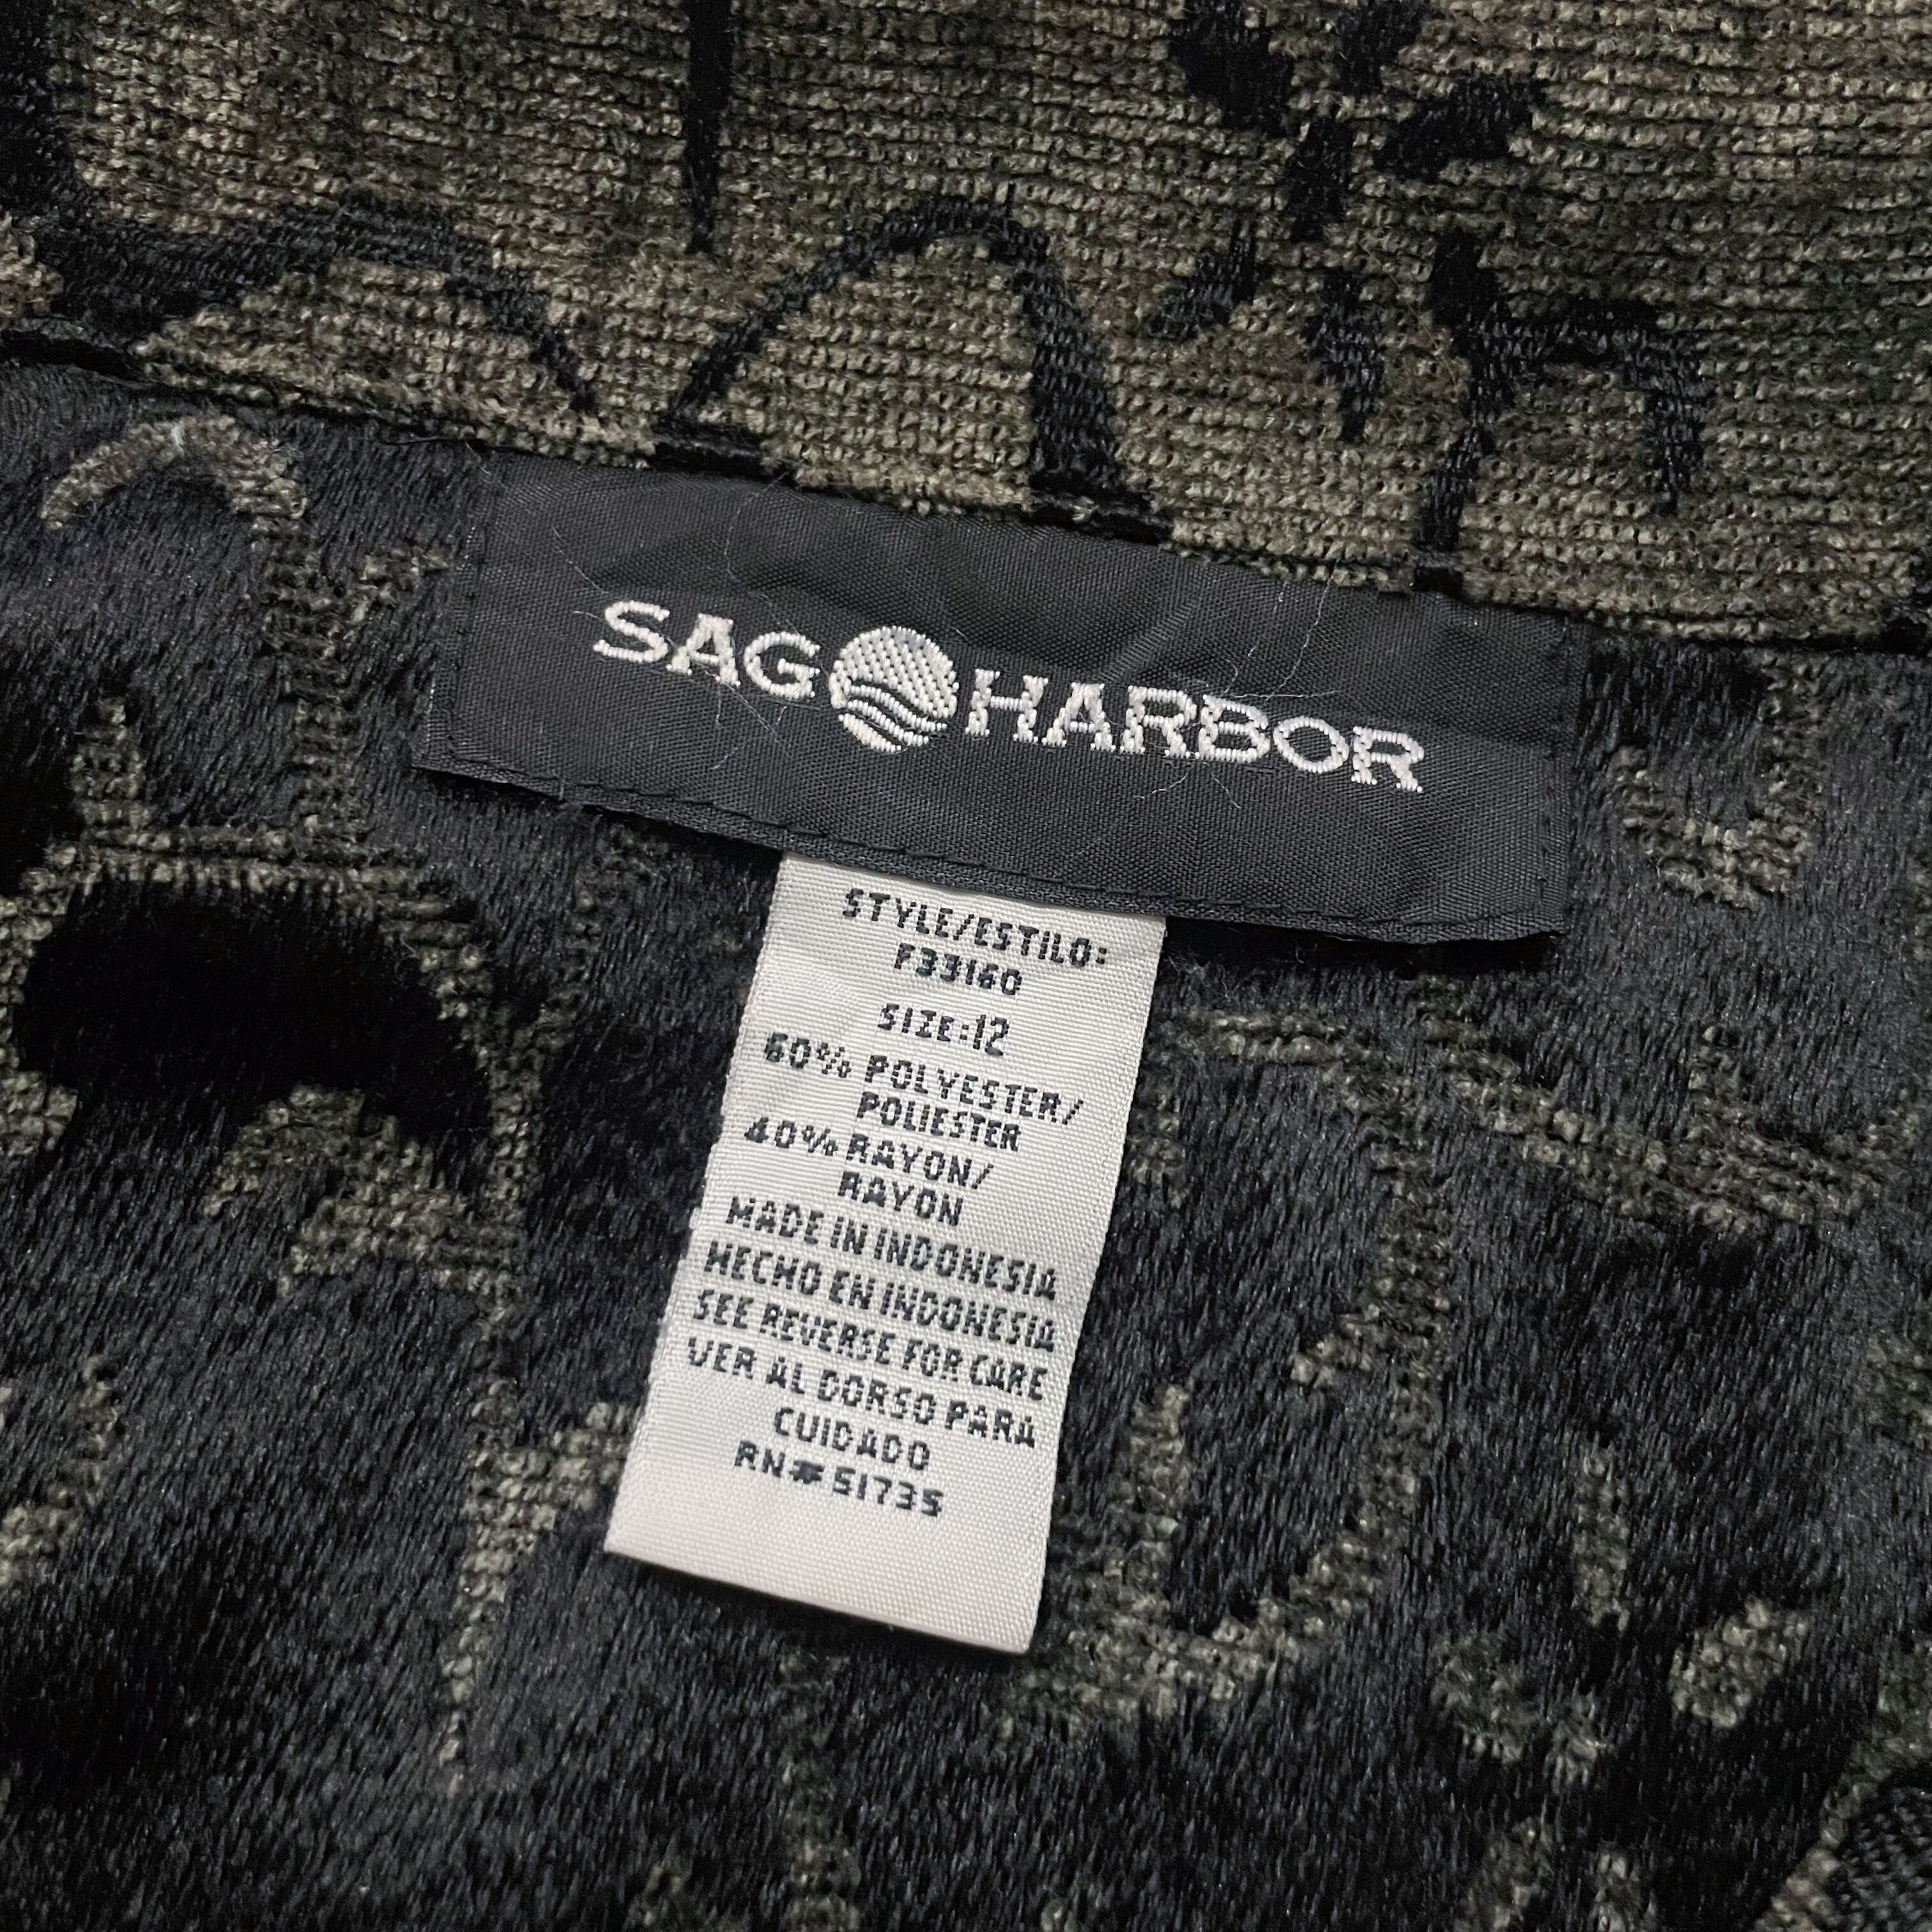 SAG HARBOR
STYLE/ESTILO:
F33160
SIZE:12
60% POLYESTER/
POLIESTER
40% RAYON/
RAYON
MADE IN INDONESIA
HECHO EN INDONESIA
SEE REVERSE FOR CARE
VER AL DORSO PARA
CUIDADO
RN#51735